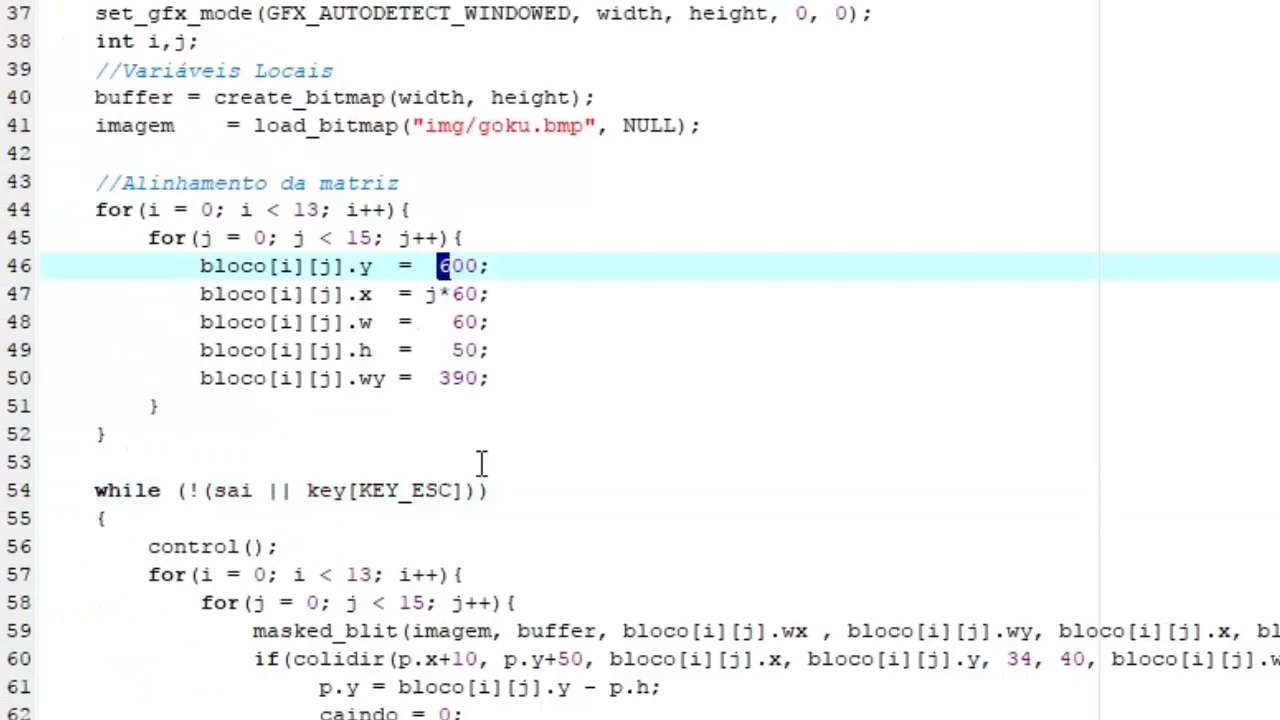 37 set_gfx_mode(GFX_AUTODETECT_WINDOWED, width, height, 0, 0);
38 int i,j;
39 //Variáveis Locais
40 buffer = create_bitmap(width, height);
41 imagem    = load_bitmap("img/goku.bmp", NULL);
42
43 //Alinhamento da matriz
44 for(i = 0; i < 13; i++){
45     for(j = 0; j < 15; j++){
46         bloco[i][j].y  =  600;
47         bloco[i][j].x  = j*60;
48         bloco[i][j].w  =   60;
49         bloco[i][j].h  =   50;
50         bloco[i][j].wy =  390;
51     }
52 }
53
54 while (!(sai || key[KEY_ESC]))
55 {
56     control();
57     for(i = 0; i < 13; i++){
58         for(j = 0; j < 15; j++){
59             masked_blit(imagem, buffer, bloco[i][j].wx , bloco[i][j].wy, bloco[i][j].x,
60             if(colidir(p.x+10, p.y+50, bloco[i][j].x, bloco[i][j].y, 34, 40, bloco[i][j].w
61                 p.y = bloco[i][j].y - p.h;
62                 caindo = 0;